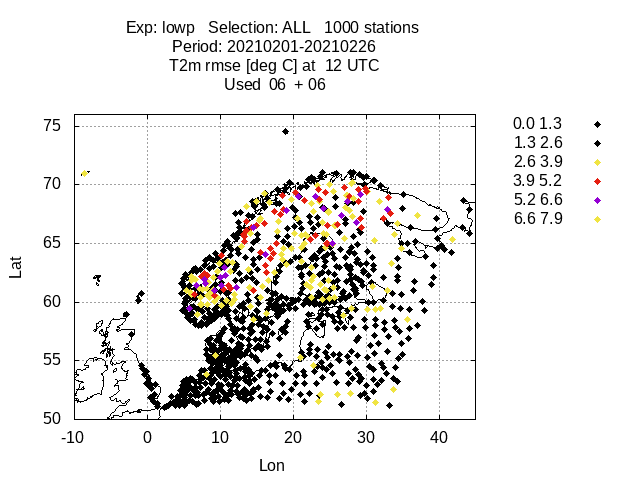 Exp: lowp   Selection: ALL   1000 stations
Period: 20210201-20210226
T2m rmse [deg C] at  12 UTC
Used  06  + 06
75
70
65
60
55
50
Lat
-10 0 10 20 30 40
Lon
0.0 1.3
1.3 2.6
2.6 3.9
3.9 5.2
5.2 6.6
6.6 7.9